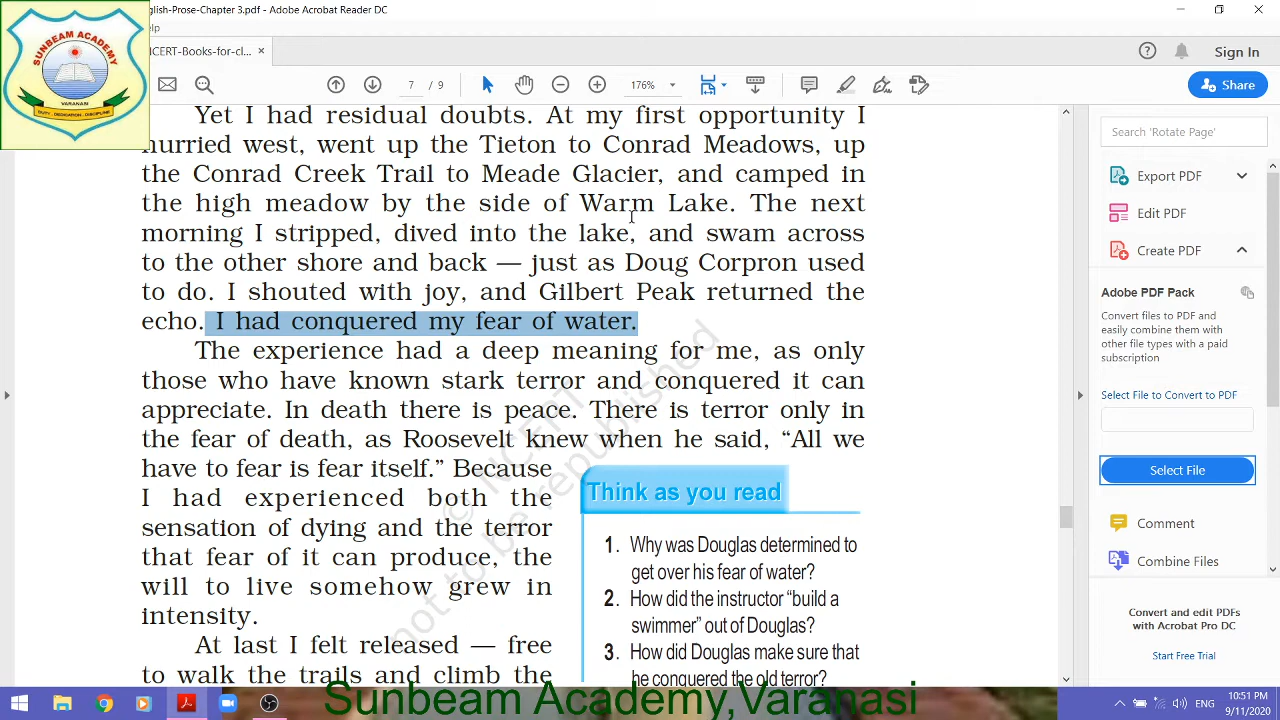 nglish-Prose-Chapter 3.pdf - Adobe Acrobat Reader DC
elp
SUNBEAM ACADEMY
VARANASI
DUTY - DEDICATION - DISCIPLINE
ICERT-Books-for-cl... ×
Sign In
7 / 9
176%
Share
Yet I had residual doubts. At my first opportunity I
hurried west, went up the Tieton to Conrad Meadows, up
the Conrad Creek Trail to Meade Glacier, and camped in
the high meadow by the side of Warm Lake. The next
morning I stripped, dived into the lake, and swam across
to the other shore and back — just as Doug Corpron used
to do. I shouted with joy, and Gilbert Peak returned the
echo. I had conquered my fear of water.
The experience had a deep meaning for me, as only
those who have known stark terror and conquered it can
appreciate. In death there is peace. There is terror only in
the fear of death, as Roosevelt knew when he said, “All we
have to fear is fear itself.” Because
I had experienced both the
sensation of dying and the terror
that fear of it can produce, the
will to live somehow grew in
intensity.
At last I felt released — free
to walk the trails and climb the
Think as you read
1. Why was Douglas determined to
get over his fear of water?
2. How did the instructor “build a
swimmer” out of Douglas?
3. How did Douglas make sure that
he conquered the old terror?
© NCERT
not to be republished
Search 'Rotate Page'
Export PDF
Edit PDF
Create PDF
Adobe PDF Pack
Convert files to PDF and
easily combine them with
other file types with a paid
subscription
Select File to Convert to PDF
Select File
Comment
Combine Files
Convert and edit PDFs
with Acrobat Pro DC
Start Free Trial
Sunbeam Academy,Varanasi
ENG
10:51 PM
9/11/2020